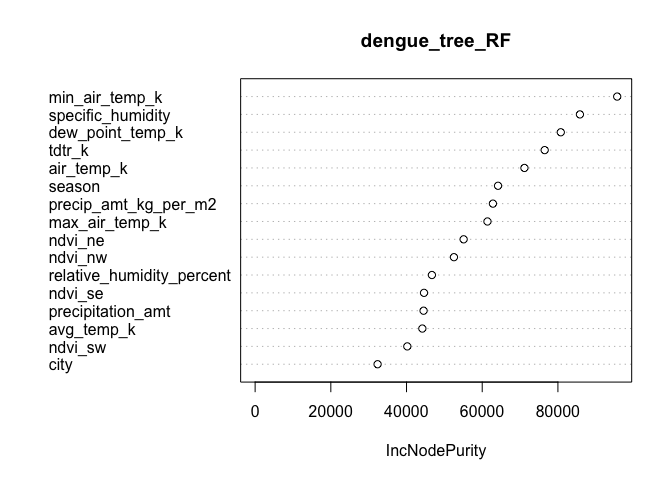 dengue_tree_RF
min_air_temp_k
specific_humidity
dew_point_temp_k
tdtr_k
air_temp_k
season
precip_amt_kg_per_m2
max_air_temp_k
ndvi_ne
ndvi_nw
relative_humidity_percent
ndvi_se
precipitation_amt
avg_temp_k
ndvi_sw
city
0 20000 40000 60000 80000
IncNodePurity